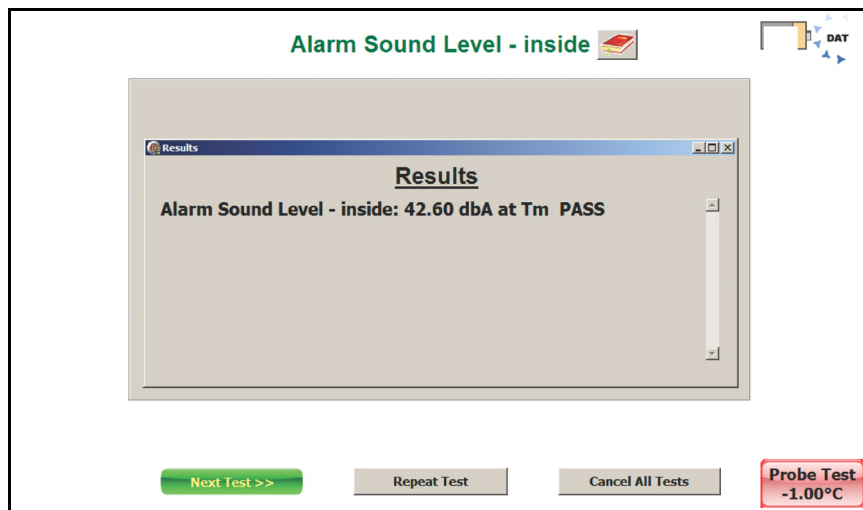 Alarm Sound Level - inside
DAT
Results
Results
Alarm Sound Level - inside: 42.60 dbA at Tm PASS
Next Test >>
Repeat Test
Cancel All Tests
Probe Test
-1.00°C